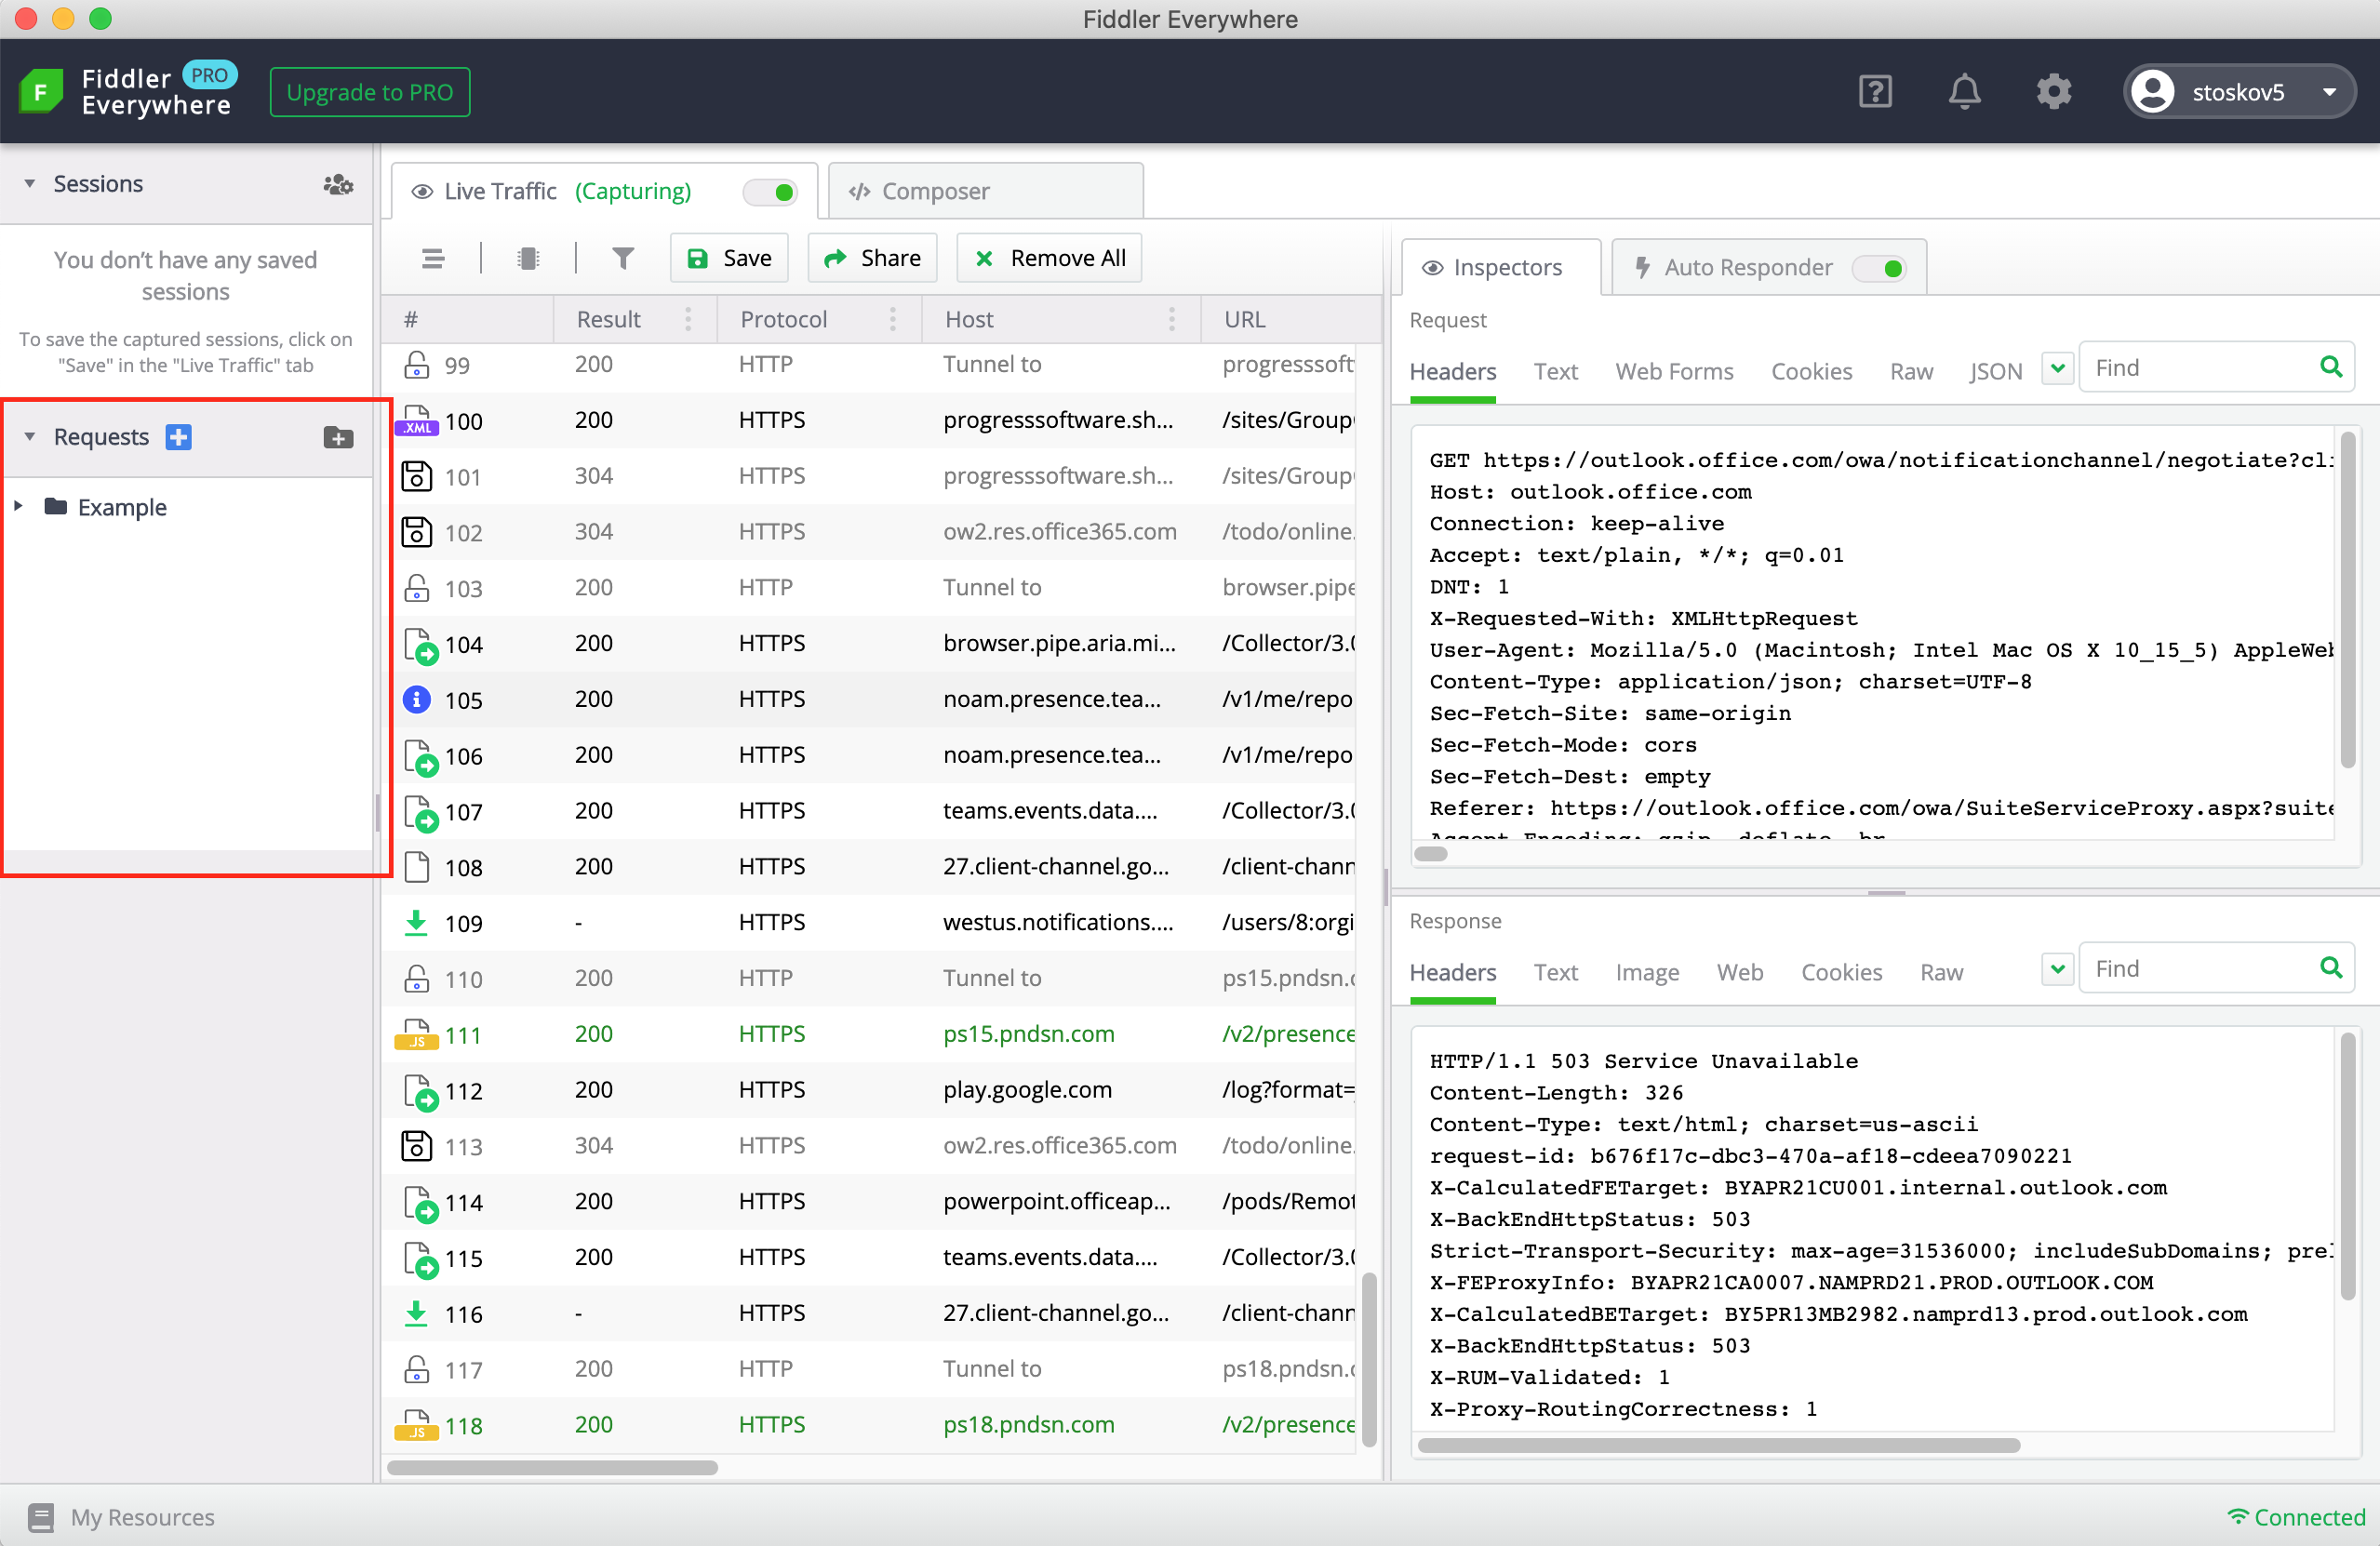 Fiddler Everywhere
F
Fiddler PRO
Everywhere
Upgrade to PRO
?
stoskov5
Sessions
You don't have any saved
sessions
To save the captured sessions, click on
"Save" in the "Live Traffic" tab
Requests
Example
Live Traffic (Capturing)
Composer
Save
Share
Remove All
# Result Protocol Host URL
99 200 HTTP Tunnel to progresssoft
.XML 100 200 HTTPS progresssoftware.sh... /sites/Group
101 304 HTTPS progresssoftware.sh... /sites/Group
102 304 HTTPS ow2.res.office365.com /todo/online.
103 200 HTTP Tunnel to browser.pipe
104 200 HTTPS browser.pipe.aria.mi... /Collector/3.0
105 200 HTTPS noam.presence.tea... /v1/me/repo
106 200 HTTPS noam.presence.tea... /v1/me/repo
107 200 HTTPS teams.events.data.... /Collector/3.0
108 200 HTTPS 27.client-channel.go... /client-chann
109 - HTTPS westus.notifications.... /users/8:orgi
110 200 HTTP Tunnel to ps15.pndsn.c
JS 111 200 HTTPS ps15.pndsn.com /v2/presence
112 200 HTTPS play.google.com /log?format=
113 304 HTTPS ow2.res.office365.com /todo/online.
114 200 HTTPS powerpoint.officeap... /pods/Remot
115 200 HTTPS teams.events.data.... /Collector/3.0
116 - HTTPS 27.client-channel.go... /client-chann
117 200 HTTP Tunnel to ps18.pndsn.c
JS 118 200 HTTPS ps18.pndsn.com /v2/presence
Inspectors
Auto Responder
Request
Headers Text Web Forms Cookies Raw JSON Find
GET https://outlook.office.com/owa/notificationchannel/negotiate?cli
Host: outlook.office.com
Connection: keep-alive
Accept: text/plain, */*; q=0.01
DNT: 1
X-Requested-With: XMLHttpRequest
User-Agent: Mozilla/5.0 (Macintosh; Intel Mac OS X 10_15_5) AppleWeb
Content-Type: application/json; charset=UTF-8
Sec-Fetch-Site: same-origin
Sec-Fetch-Mode: cors
Sec-Fetch-Dest: empty
Referer: https://outlook.office.com/owa/SuiteServiceProxy.aspx?suite
Accept-Encoding: gzip, deflate, br
Response
Headers Text Image Web Cookies Raw Find
HTTP/1.1 503 Service Unavailable
Content-Length: 326
Content-Type: text/html; charset=us-ascii
request-id: b676f17c-dbc3-470a-af18-cdeea7090221
X-CalculatedFETarget: BYAPR21CU001.internal.outlook.com
X-BackEndHttpStatus: 503
Strict-Transport-Security: max-age=31536000; includeSubDomains; prel
X-FEProxyInfo: BYAPR21CA0007.NAMPRD21.PROD.OUTLOOK.COM
X-CalculatedBETarget: BY5PR13MB2982.namprd13.prod.outlook.com
X-BackEndHttpStatus: 503
X-RUM-Validated: 1
X-Proxy-RoutingCorrectness: 1
My Resources
Connected